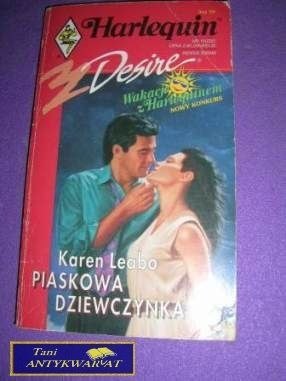 Harlequin
Desire
Wakacje
z Harlequinem
NOWY KONKURS
Karen Leabo
PIASKOWA
DZIEWCZYNKA
Tani
ANTYKWARIAT